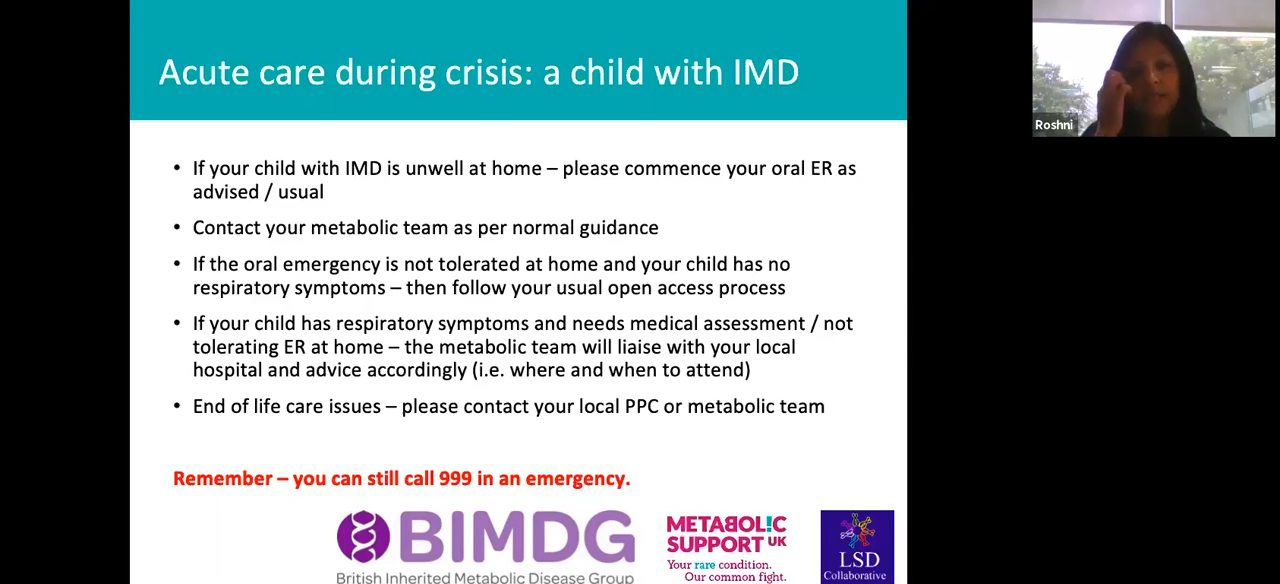 Acute care during crisis: a child with IMD
Roshni
• If your child with IMD is unwell at home – please commence your oral ER as
advised / usual
• Contact your metabolic team as per normal guidance
• If the oral emergency is not tolerated at home and your child has no
respiratory symptoms – then follow your usual open access process
• If your child has respiratory symptoms and needs medical assessment / not
tolerating ER at home – the metabolic team will liaise with your local
hospital and advice accordingly (i.e. where and when to attend)
• End of life care issues – please contact your local PPC or metabolic team
Remember – you can still call 999 in an emergency.
BIMDG
British Inherited Metabolic Disease Group
METABOL!C
SUPPORT UK
Your rare condition.
Our common fight.
LSD
Collaborative